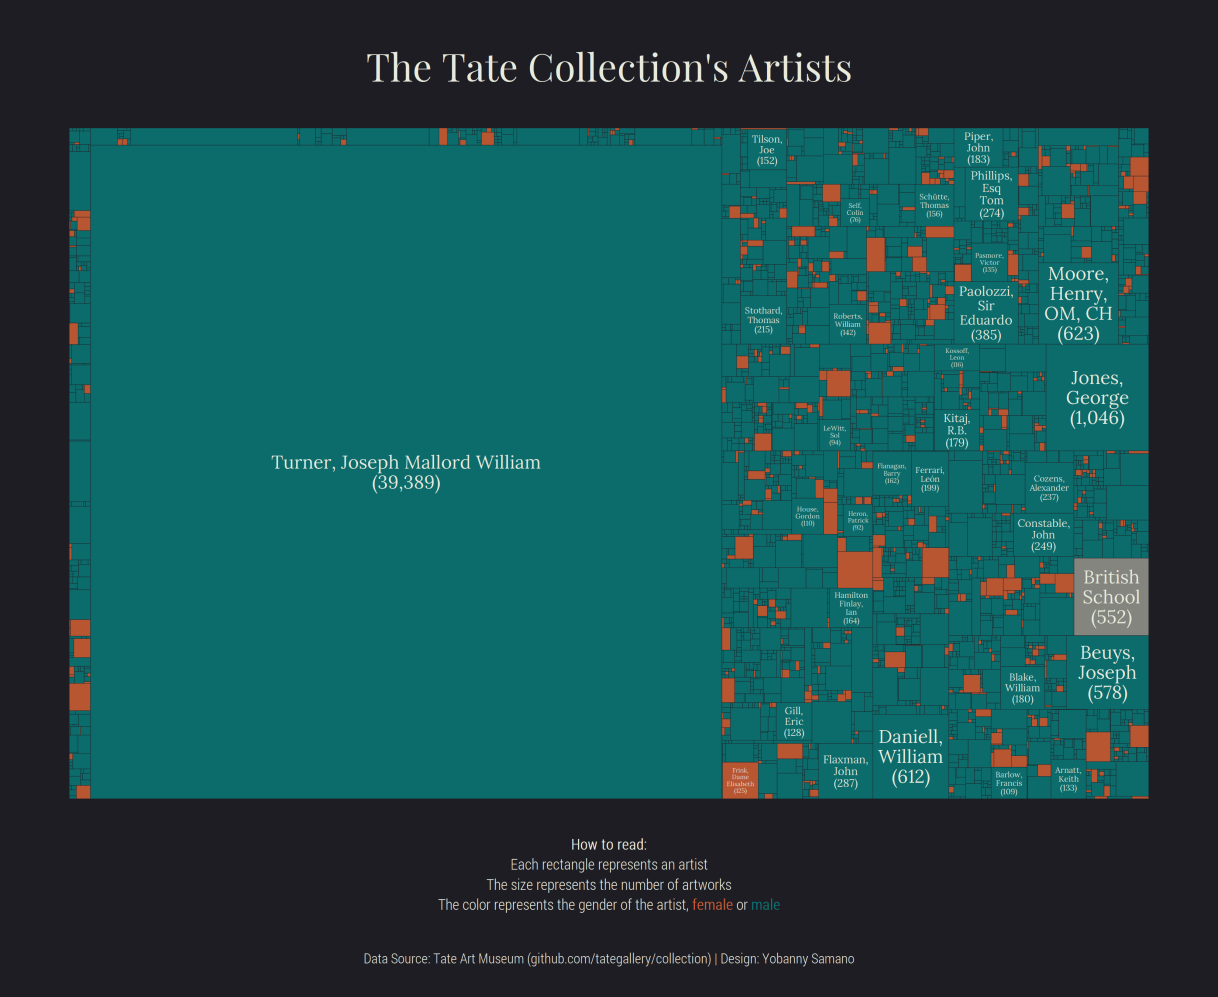 The Tate Collection's Artists
Tilson,
Joe
(152)
Piper,
John
(183)
Phillips,
Esq
Tom
(274)
Self,
Colin
(76)
Schütte,
Thomas
(156)
Pasmore,
Victor
(135)
Moore,
Henry,
OM, CH
(623)
Paolozzi,
Sir
Eduardo
(385)
Stothard,
Thomas
(215)
Roberts,
William
(142)
Kossoff,
Leon
(116)
Jones,
George
(1,046)
Kitaj,
R.B.
(179)
LeWitt,
Sol
(94)
Turner, Joseph Mallord William
(39,389)
Flanagan,
Barry
(162)
Ferrari,
León
(199)
Cozens,
Alexander
(237)
House,
Gordon
(110)
Heron,
Patrick
(92)
Constable,
John
(249)
British
School
(552)
Hamilton
Finlay,
Ian
(164)
Beuys,
Joseph
(578)
Blake,
William
(180)
Gill,
Eric
(128)
Daniell,
William
(612)
Flaxman,
John
(287)
Frink,
Dame
Elisabeth
(125)
Barlow,
Francis
(109)
Arnatt,
Keith
(133)
How to read:
Each rectangle represents an artist
The size represents the number of artworks
The color represents the gender of the artist, female or male
Data Source: Tate Art Museum (github.com/tategallery/collection) | Design: Yobanny Samano